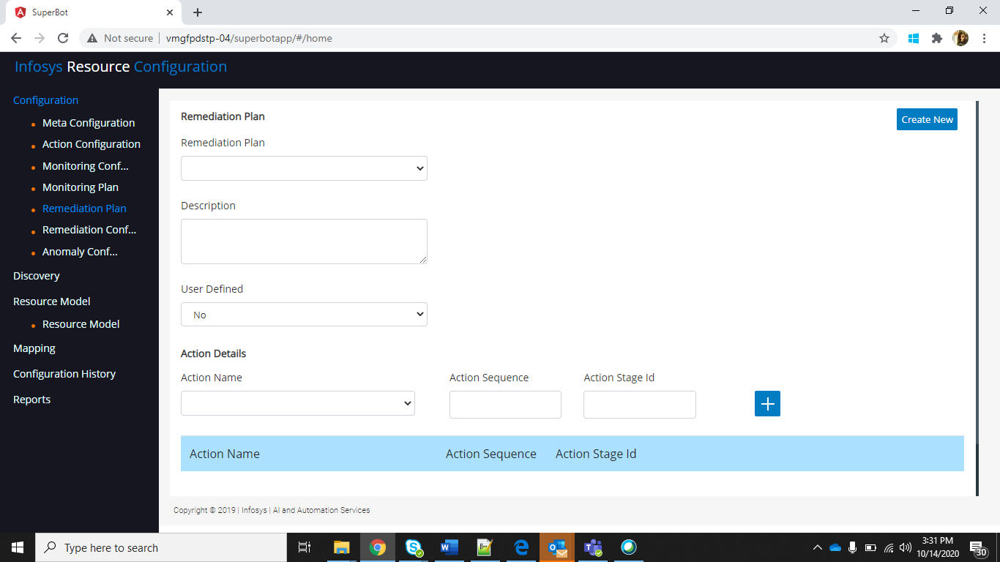 SuperBot
Not secure | vmgfpdstp-04/superbotapp/#/home
Infosys Resource Configuration
Configuration
Meta Configuration
Action Configuration
Monitoring Conf...
Monitoring Plan
Remediation Plan
Remediation Conf...
Anomaly Conf...
Discovery
Resource Model
Resource Model
Mapping
Configuration History
Reports
Remediation Plan
Create New
Remediation Plan
Description
User Defined
No
Action Details
Action Name Action Sequence Action Stage Id
Action Name Action Sequence Action Stage Id
Copyright © 2019 | Infosys | AI and Automation Services
Type here to search
3:31 PM
10/14/2020
30